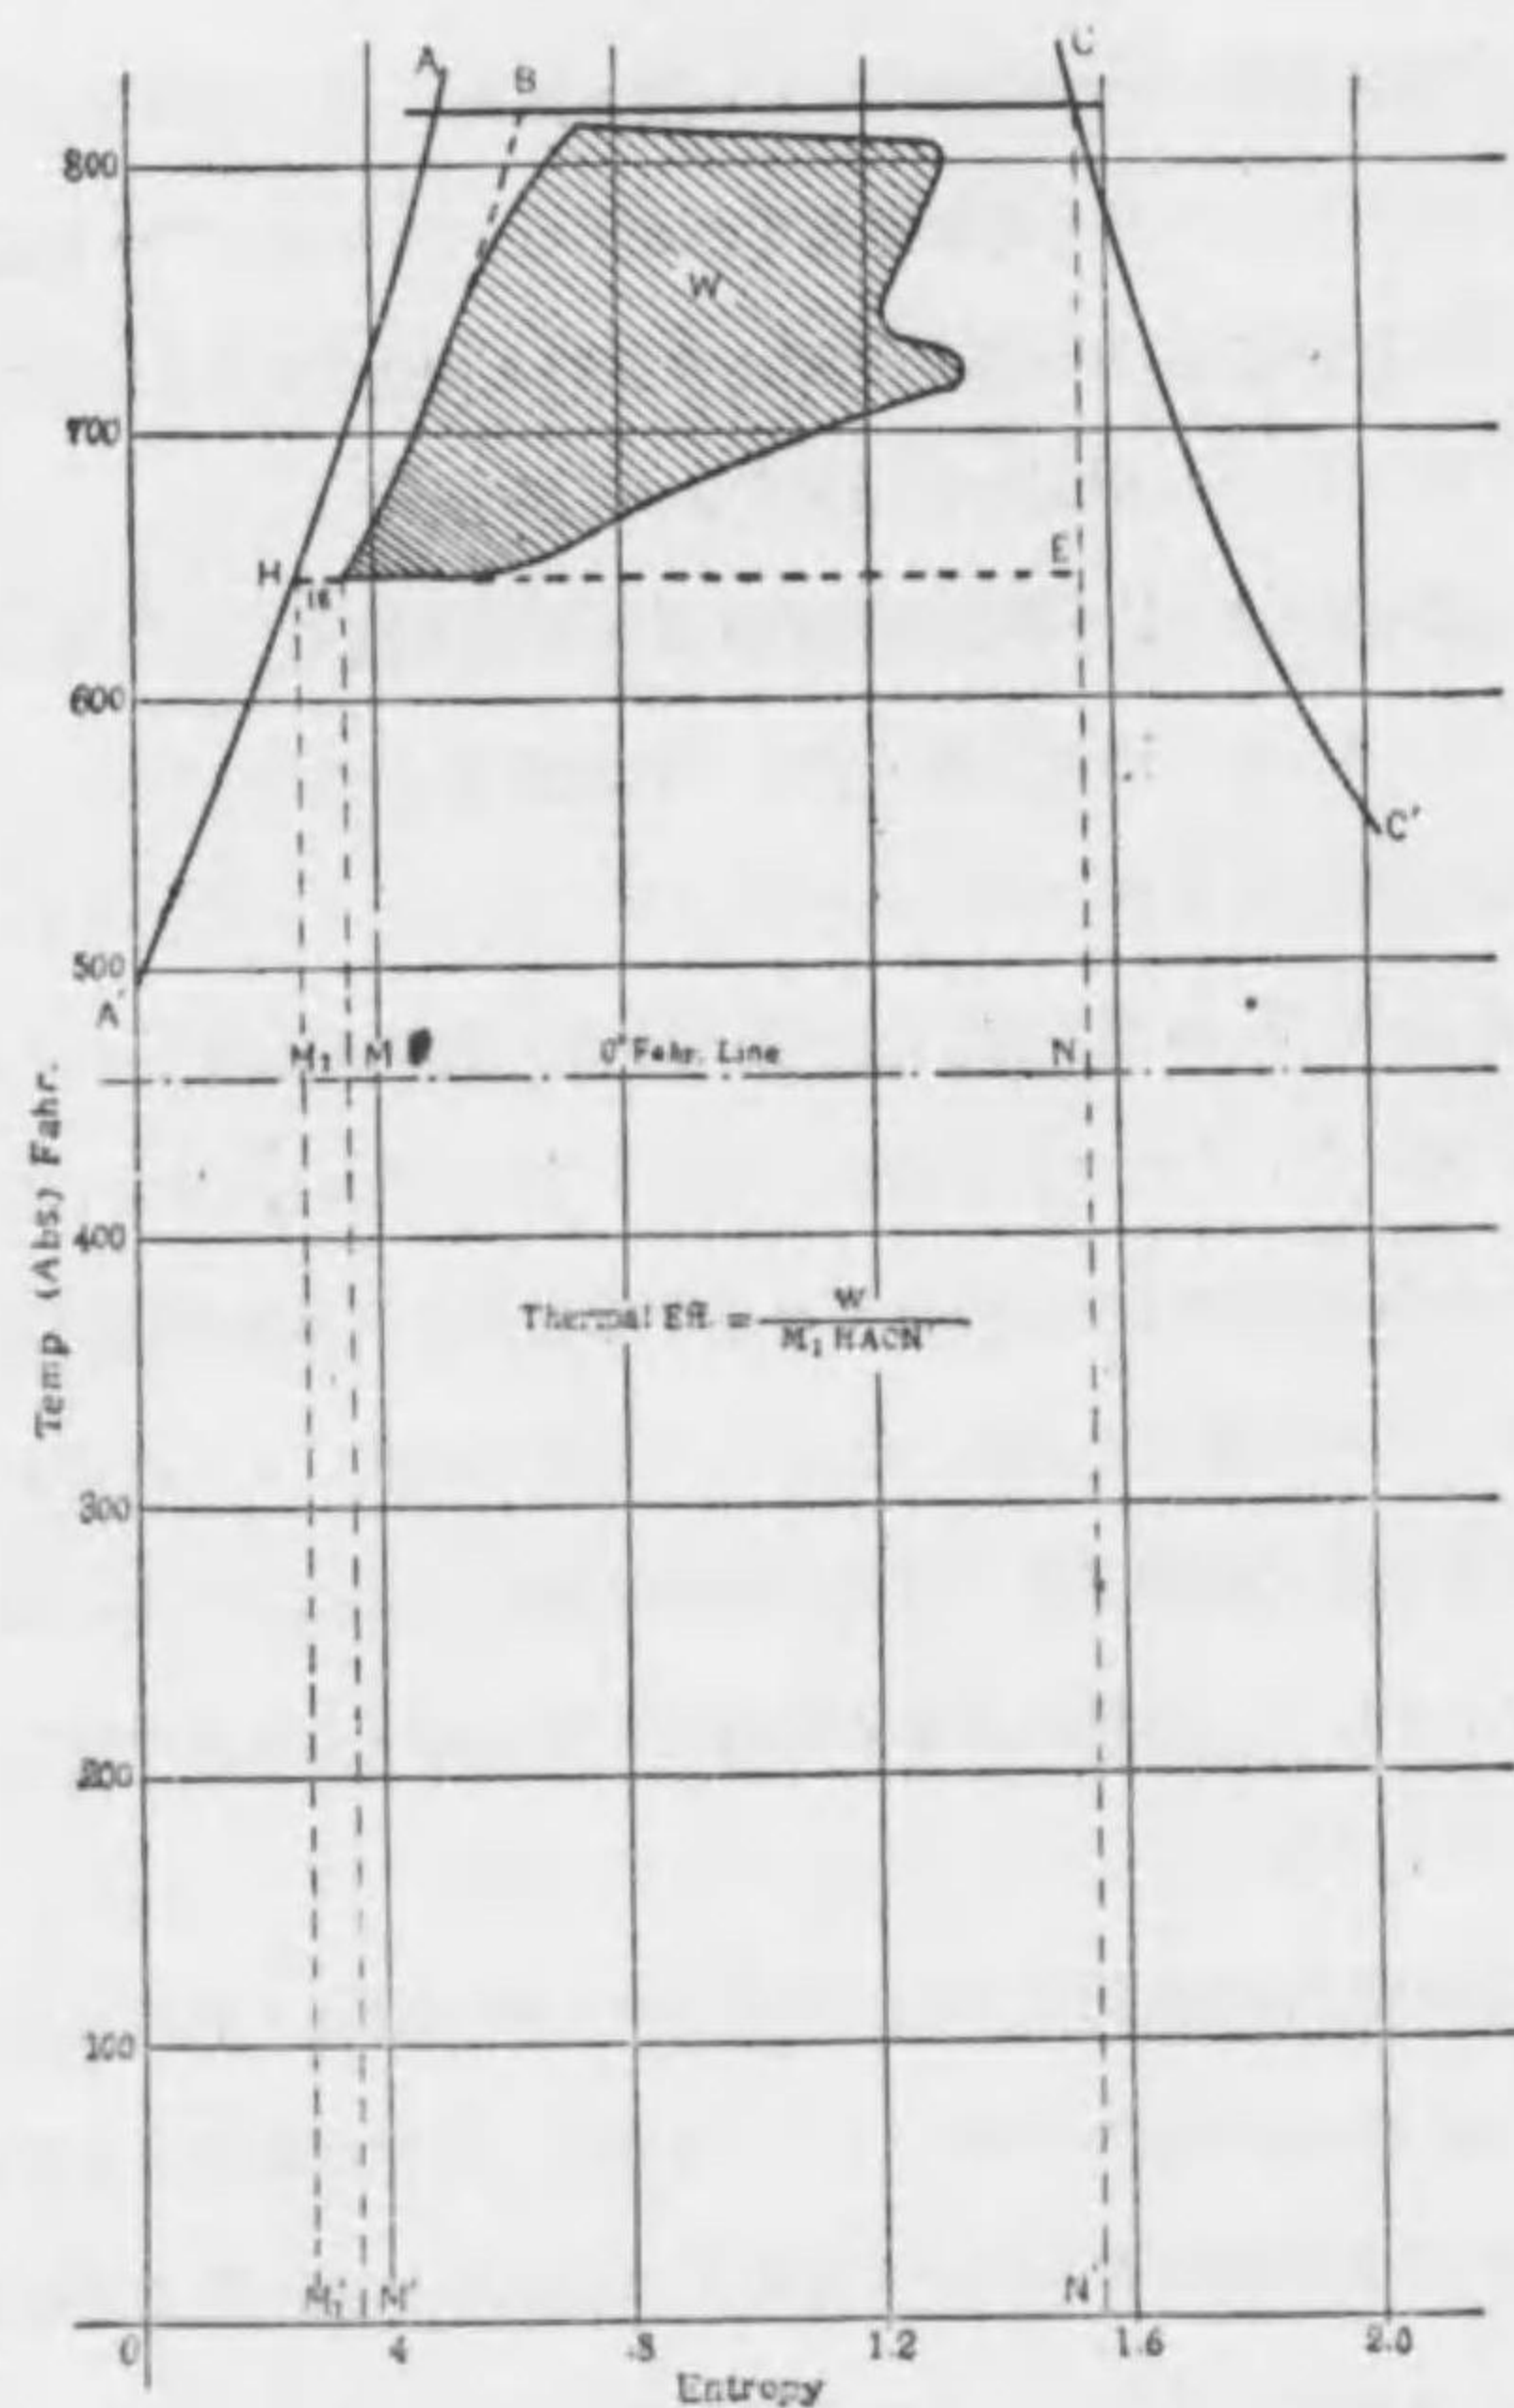 A
B
C
800
W
700
H
E
16
600
C'
500
A'
M₁ M 0° Fahr. Line N
Temp (Abs.) Fahr.
400
Thermal Eff. = W
M₁' HACN'
300
200
100
M₁' M' N'
0 .4 .8 1.2 1.6 2.0
Entropy